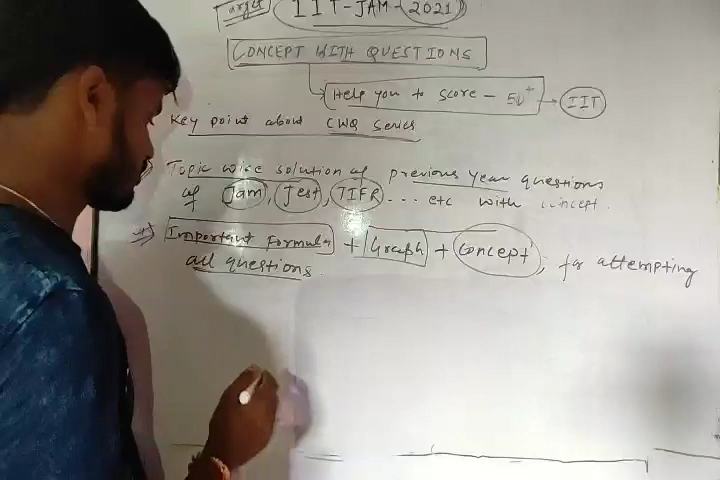 Target IIT-JAM-2021
CONCEPT WITH QUESTIONS
Help you to score - 50+ → IIT
Key point about CWQ Series
Topic wise solution of previous year questions
of Jam, Jest, TIFR ... etc with concept.
Important Formula + Graph + Concept, for attempting
all questions.